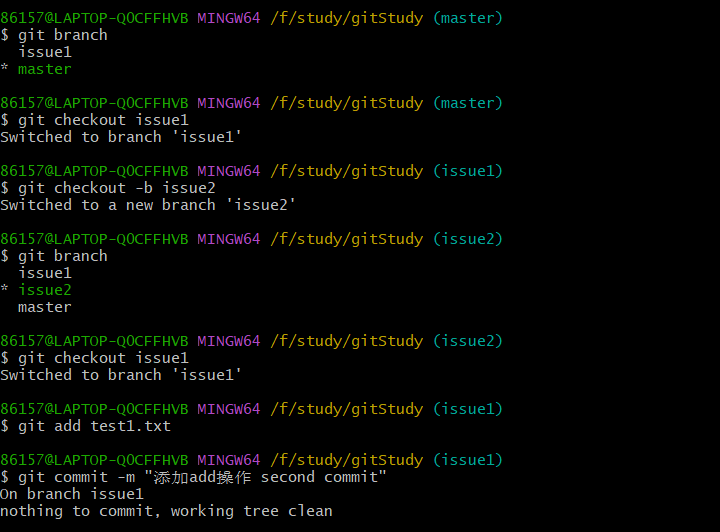 86157@LAPTOP-Q0CFFHVB MINGW64 /f/study/gitStudy (master)
$ git branch
  issue1
* master
86157@LAPTOP-Q0CFFHVB MINGW64 /f/study/gitStudy (master)
$ git checkout issue1
Switched to branch 'issue1'
86157@LAPTOP-Q0CFFHVB MINGW64 /f/study/gitStudy (issue1)
$ git checkout -b issue2
Switched to a new branch 'issue2'
86157@LAPTOP-Q0CFFHVB MINGW64 /f/study/gitStudy (issue2)
$ git branch
  issue1
* issue2
  master
86157@LAPTOP-Q0CFFHVB MINGW64 /f/study/gitStudy (issue2)
$ git checkout issue1
Switched to branch 'issue1'
86157@LAPTOP-Q0CFFHVB MINGW64 /f/study/gitStudy (issue1)
$ git add test1.txt
86157@LAPTOP-Q0CFFHVB MINGW64 /f/study/gitStudy (issue1)
$ git commit -m "添加add操作 second commit"
On branch issue1
nothing to commit, working tree clean